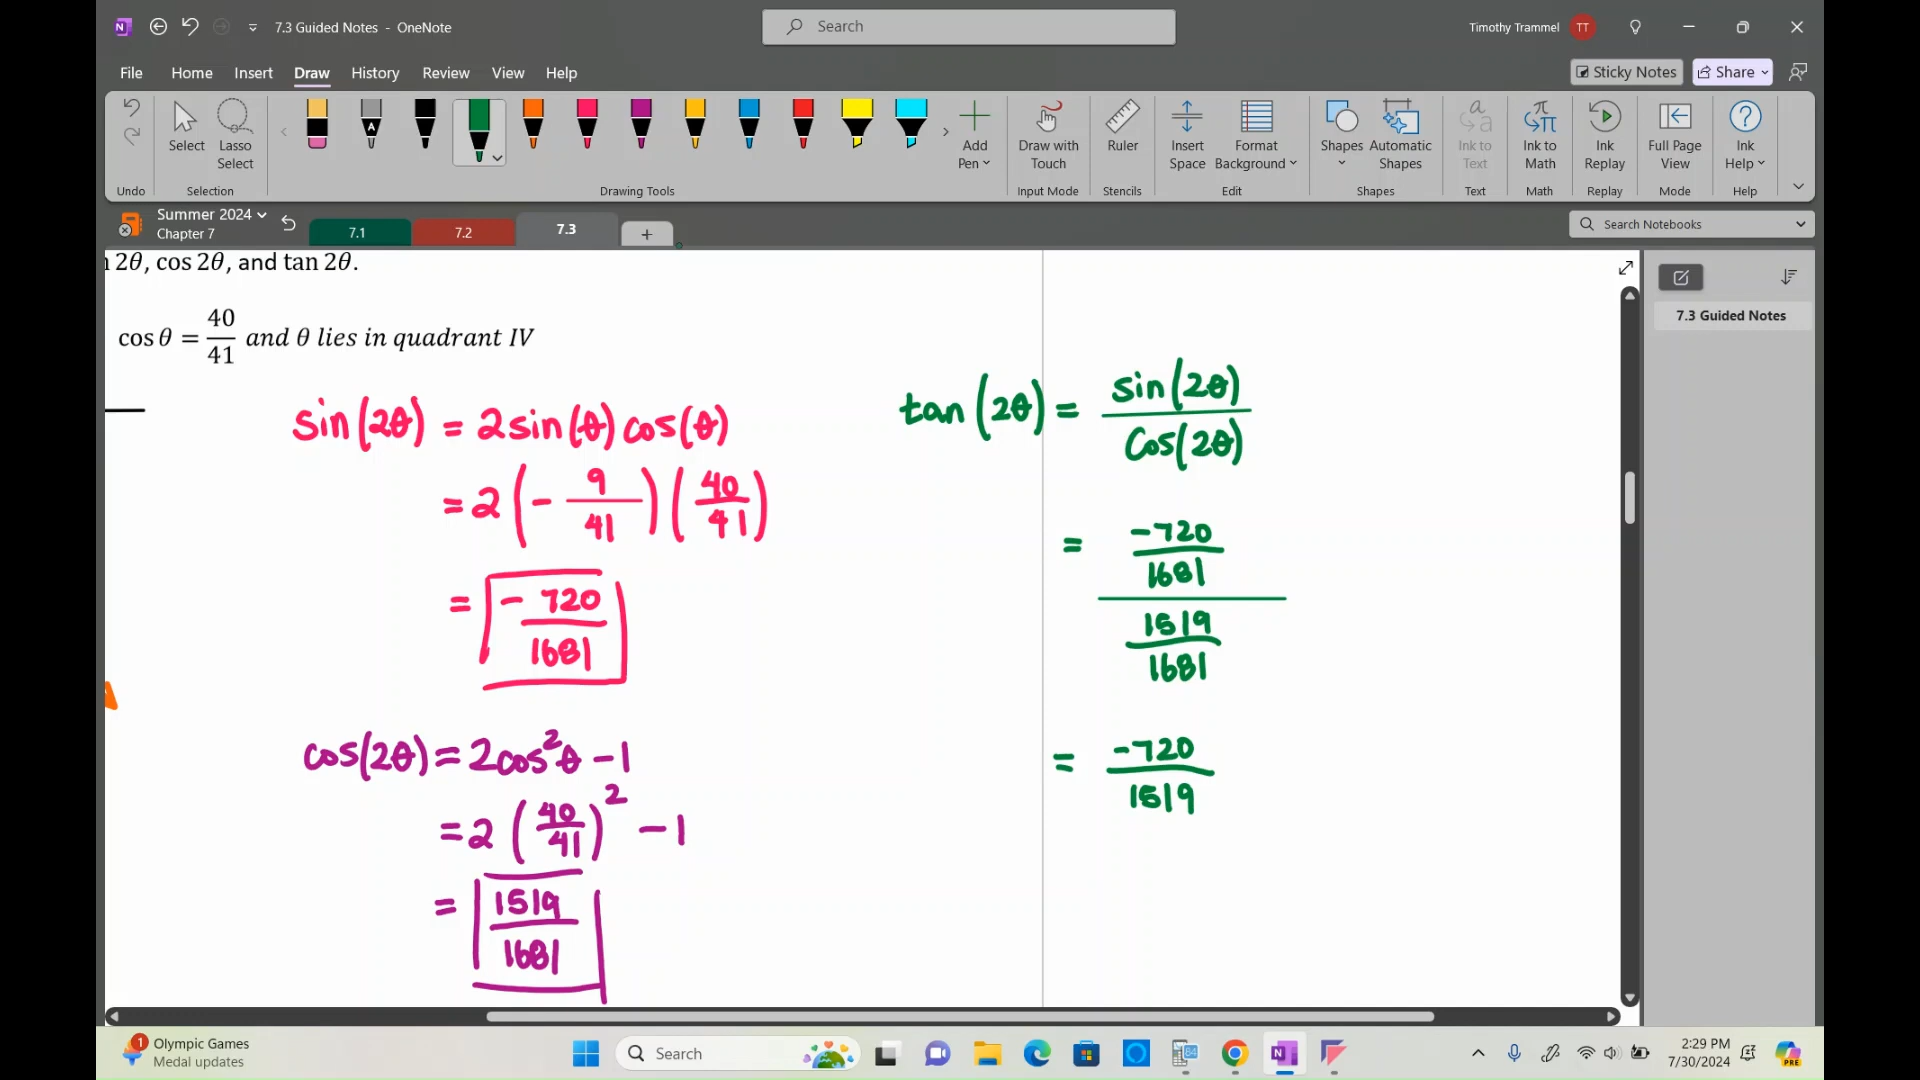 7.3 Guided Notes - OneNote
Search
Timothy Trammel
TT
File Home Insert Draw History Review View Help
Sticky Notes
Share
Undo
Select
Lasso Select
Selection
A
Drawing Tools
Add Pen
Draw with Touch
Input Mode
Ruler
Stencils
Insert Space
Format Background
Edit
Shapes
Automatic Shapes
Shapes
Ink to Text
Text
Ink to Math
Math
Ink Replay
Replay
Full Page View
Mode
Ink Help
Help
Summer 2024
Chapter 7
7.1
7.2
7.3
+
Search Notebooks
7.3 Guided Notes
2θ, cos 2θ, and tan 2θ.
cos θ = 40/41 and θ lies in quadrant IV
sin(2θ) = 2sin(θ)cos(θ)
= 2(-9/41)(40/41)
= -720/1681
cos(2θ) = 2cos²θ - 1
= 2(40/41)² - 1
= 1519/1681
tan(2θ) = sin(2θ)/cos(2θ)
= (-720/1681)/(1519/1681)
= -720/1519
1
Olympic Games
Medal updates
Search
84
2:29 PM
7/30/2024
PRE